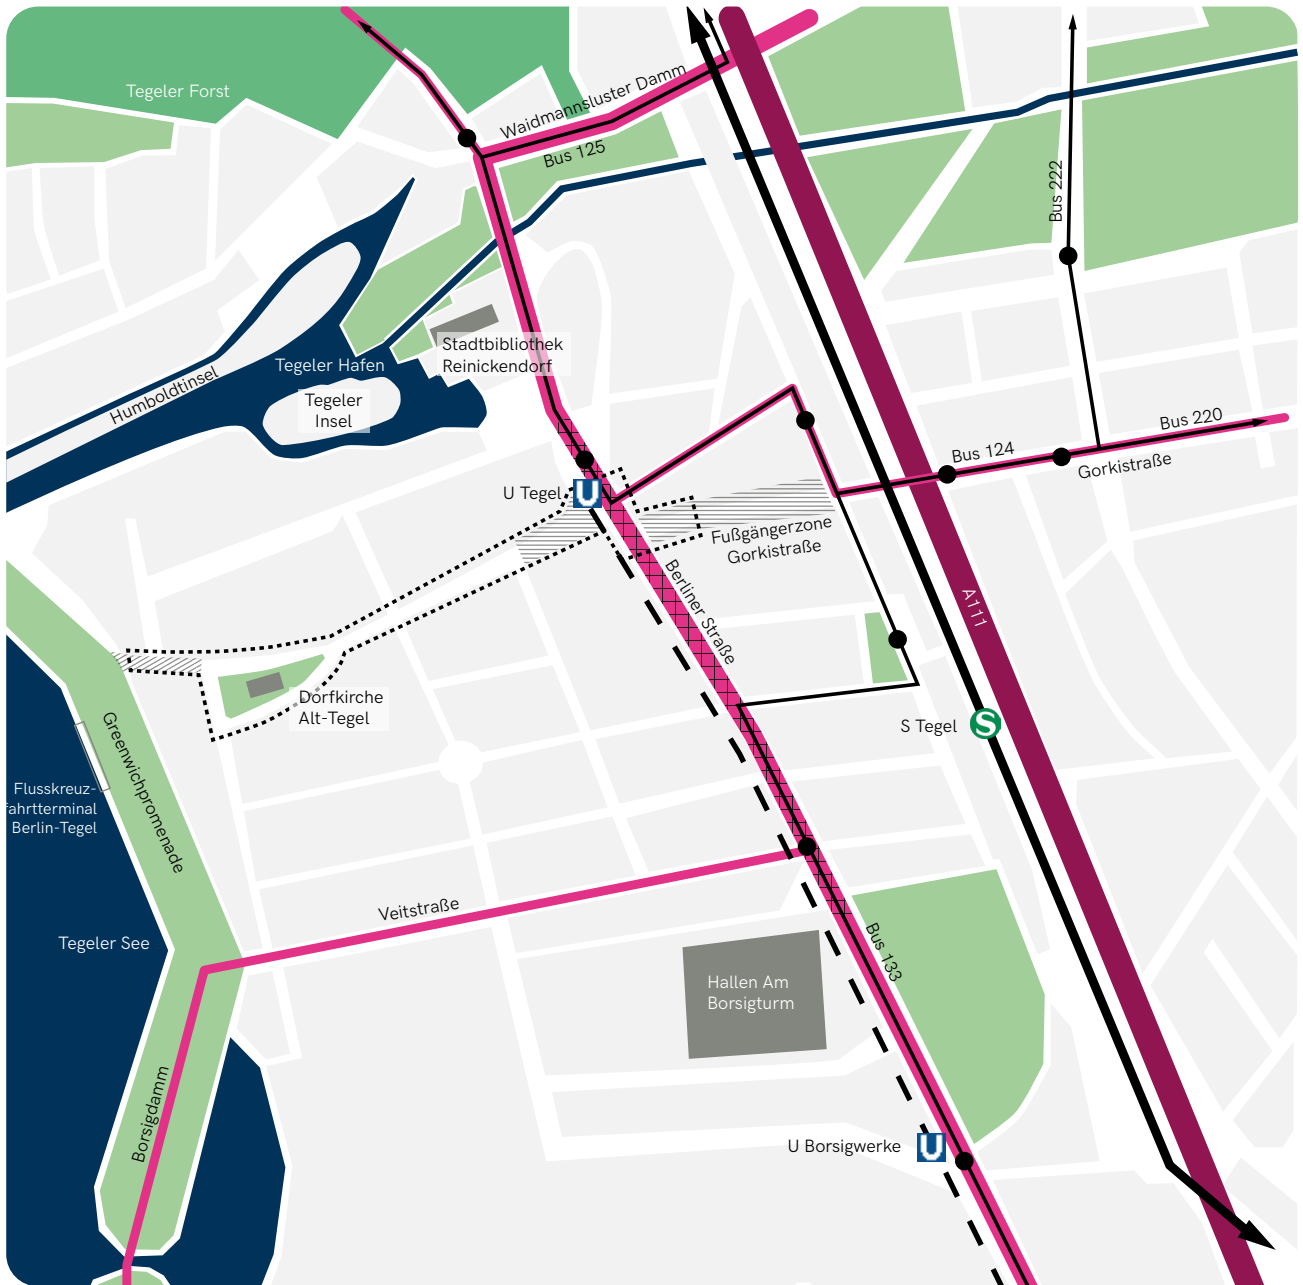 Tegeler Forst
Waidmannsluster Damm
Bus 125
Bus 222
Stadtbibliothek
Reinickendorf
Tegeler Hafen
Humboldtinsel
Tegeler
Insel
Bus 220
Bus 124
Gorkistraße
U Tegel
U
Fußgängerzone
Gorkistraße
Berliner Straße
A111
Dorfkirche
Alt-Tegel
S Tegel
S
Greenwichpromenade
Flusskreuz-
fahrtterminal
Berlin-Tegel
Veitstraße
Tegeler See
Bus 133
Hallen Am
Borsigturm
Borsigdamm
U Borsigwerke
U